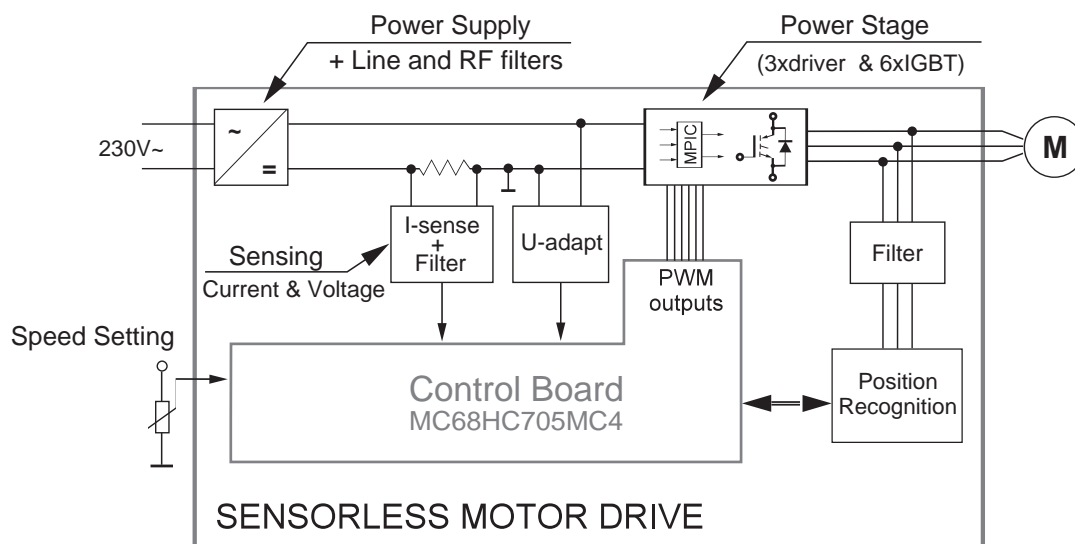 Power Supply
+ Line and RF filters
Power Stage
(3xdriver & 6xIGBT)
230V~
~
=
MPIC
M
I-sense
+
Filter
U-adapt
Sensing
Current & Voltage
PWM
outputs
Filter
Speed Setting
Control Board
MC68HC705MC4
Position
Recognition
SENSORLESS MOTOR DRIVE